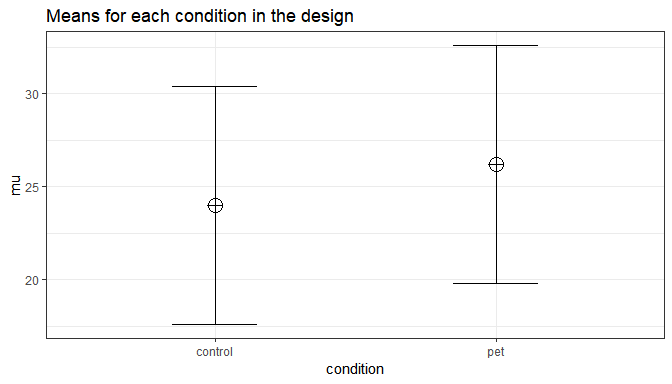 Means for each condition in the design
mu
30
25
20
control pet
condition